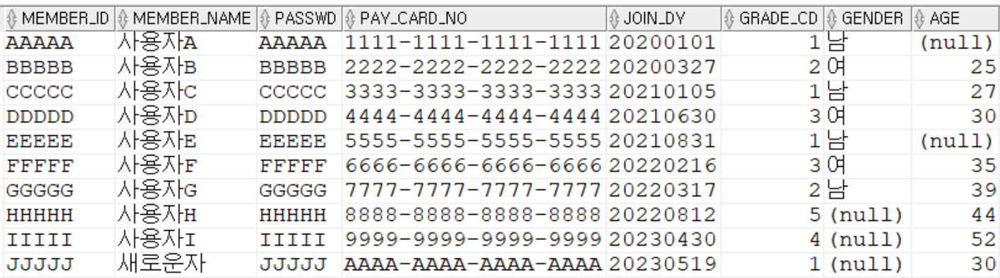 MEMBER_ID MEMBER_NAME PASSWD PAY_CARD_NO JOIN_DY GRADE_CD GENDER AGE
AAAAA 사용자A AAAAA 1111-1111-1111-1111 20200101 1 남 (null)
BBBBB 사용자B BBBBB 2222-2222-2222-2222 20200327 2 여 25
CCCCC 사용자C CCCCC 3333-3333-3333-3333 20210105 1 남 27
DDDDD 사용자D DDDDD 4444-4444-4444-4444 20210630 3 여 30
EEEEE 사용자E EEEEE 5555-5555-5555-5555 20210831 1 남 (null)
FFFFF 사용자F FFFFF 6666-6666-6666-6666 20220216 3 여 35
GGGGG 사용자G GGGGG 7777-7777-7777-7777 20220317 2 남 39
HHHHH 사용자H HHHHH 8888-8888-8888-8888 20220812 5 (null) 44
IIIII 사용자I IIIII 9999-9999-9999-9999 20230430 4 (null) 52
JJJJJ 새로운자 JJJJJ AAAA-AAAA-AAAA-AAAA 20230519 1 (null) 30